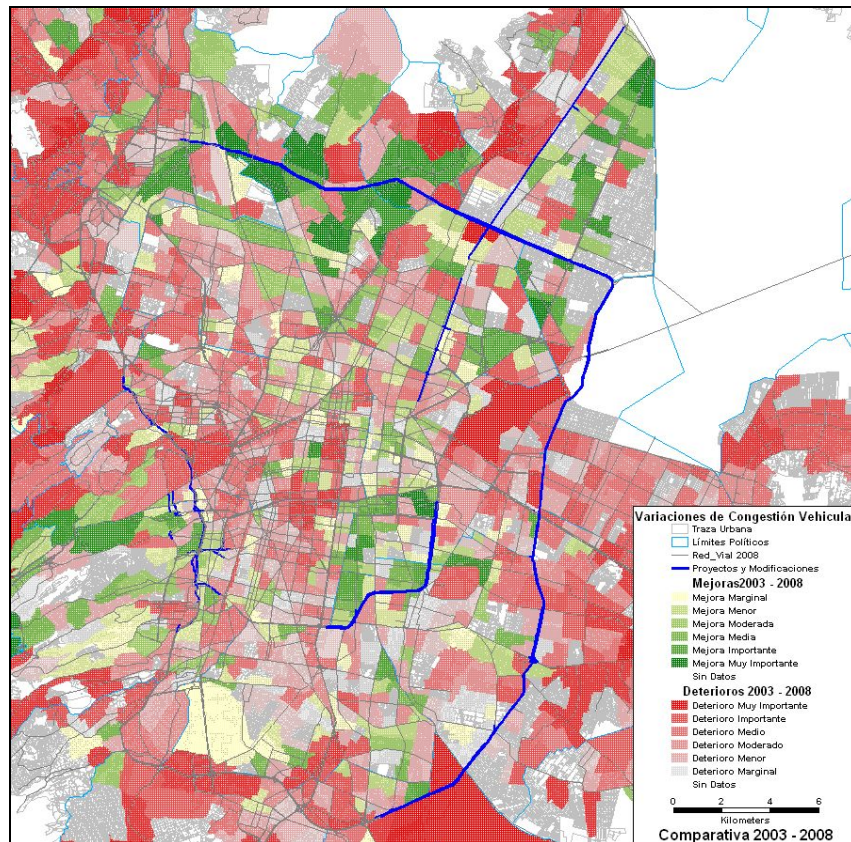 Variaciones de Congestión Vehicula
Traza Urbana
Límites Políticos
Red_Vial 2008
Proyectos y Modificaciones
Mejoras2003 - 2008
Mejora Marginal
Mejora Menor
Mejora Moderada
Mejora Media
Mejora Importante
Mejora Muy Importante
Sin Datos
Deterioros 2003 - 2008
Deterioro Muy Importante
Deterioro Importante
Deterioro Medio
Deterioro Moderado
Deterioro Menor
Deterioro Marginal
Sin Datos
0 2 4 6
Kilometers
Comparativa 2003 - 2008